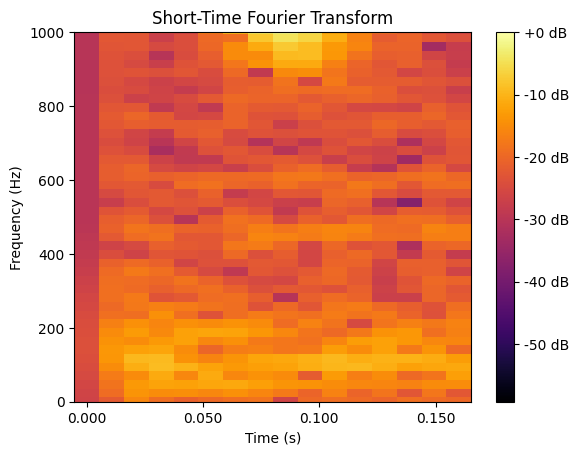 Short-Time Fourier Transform
1000
800
600
400
200
0
Frequency (Hz)
0.000
0.050
0.100
0.150
Time (s)
+0 dB
-10 dB
-20 dB
-30 dB
-40 dB
-50 dB